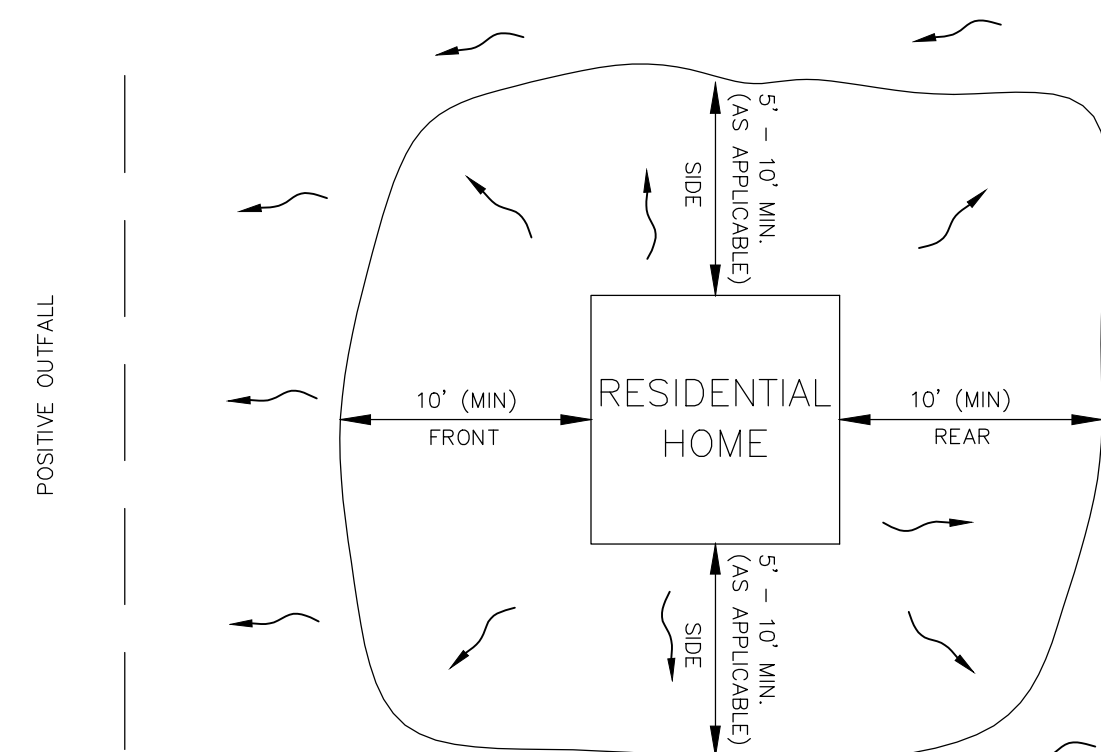 5' – 10' MIN.
(AS APPLICABLE)
SIDE
POSITIVE OUTFALL
10' (MIN)
FRONT
RESIDENTIAL
HOME
10' (MIN)
REAR
5' – 10' MIN.
(AS APPLICABLE)
SIDE